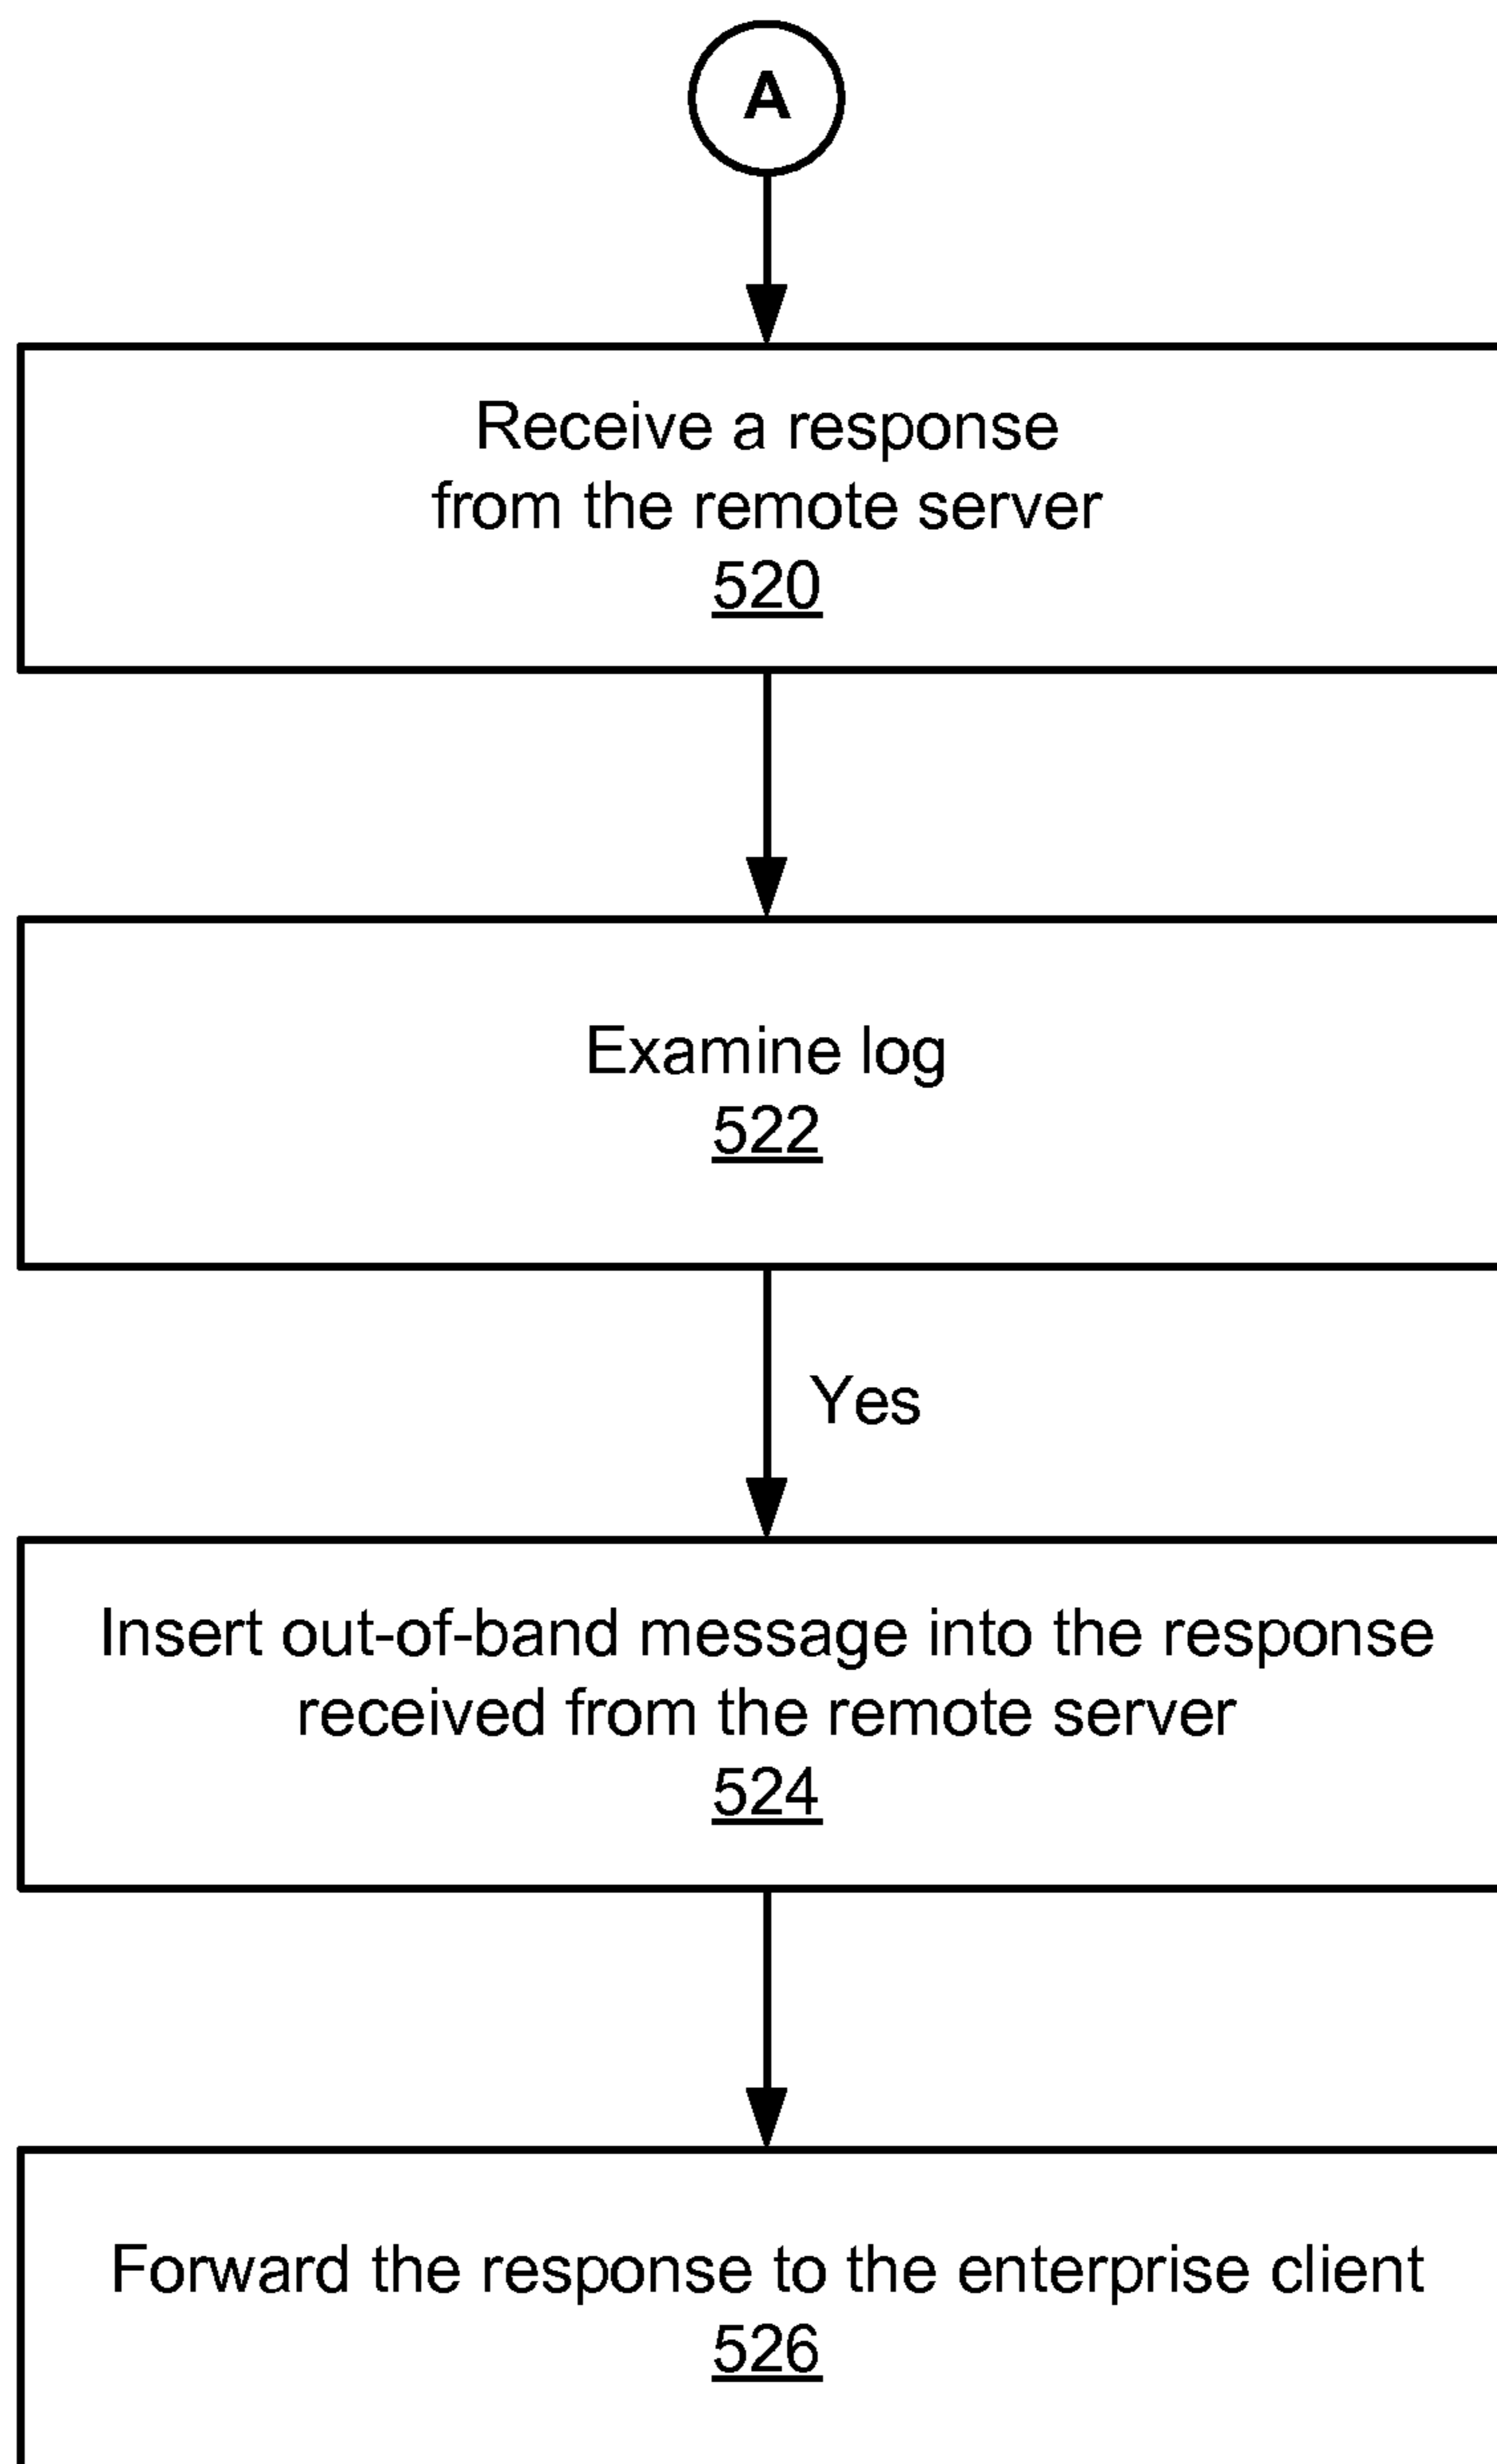 A
Receive a response
from the remote server
520
Examine log
522
Yes
Insert out-of-band message into the response
received from the remote server
524
Forward the response to the enterprise client
526